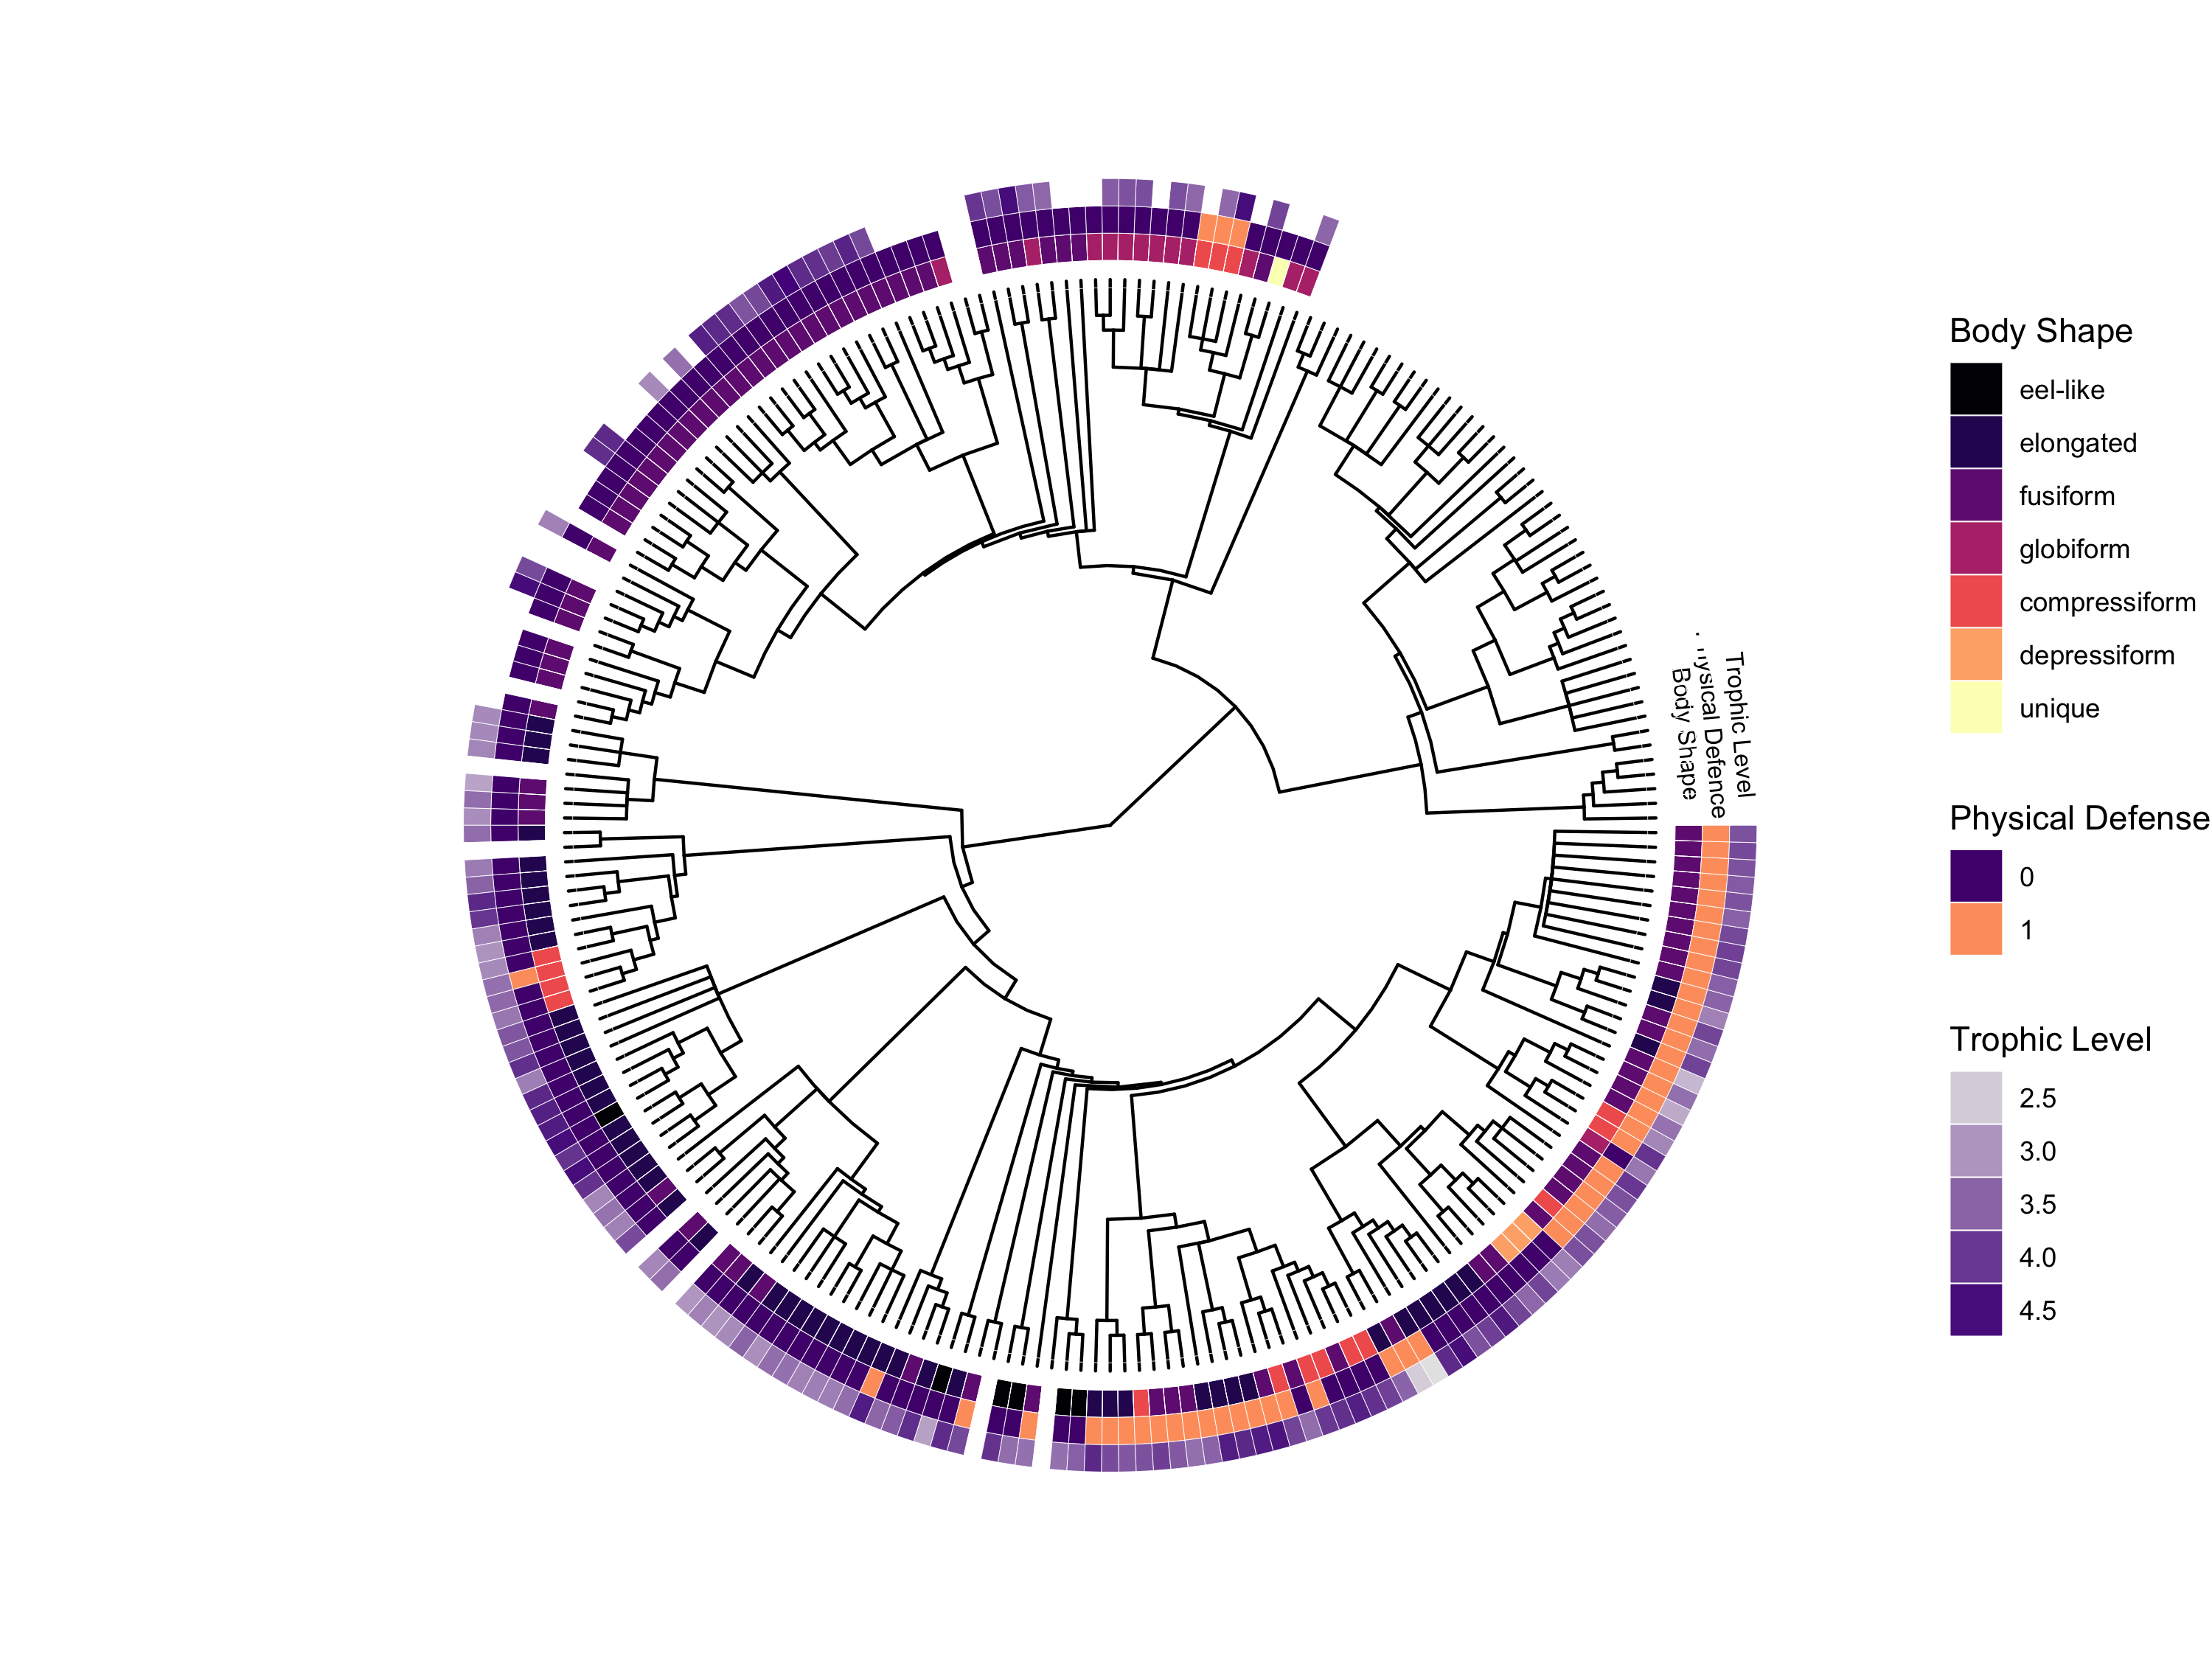 Trophic Level
Defence
Body Shape
Body Shape
eel-like
elongated
fusiform
globiform
compressiform
depressiform
unique
Physical Defense
0
1
Trophic Level
2.5
3.0
3.5
4.0
4.5